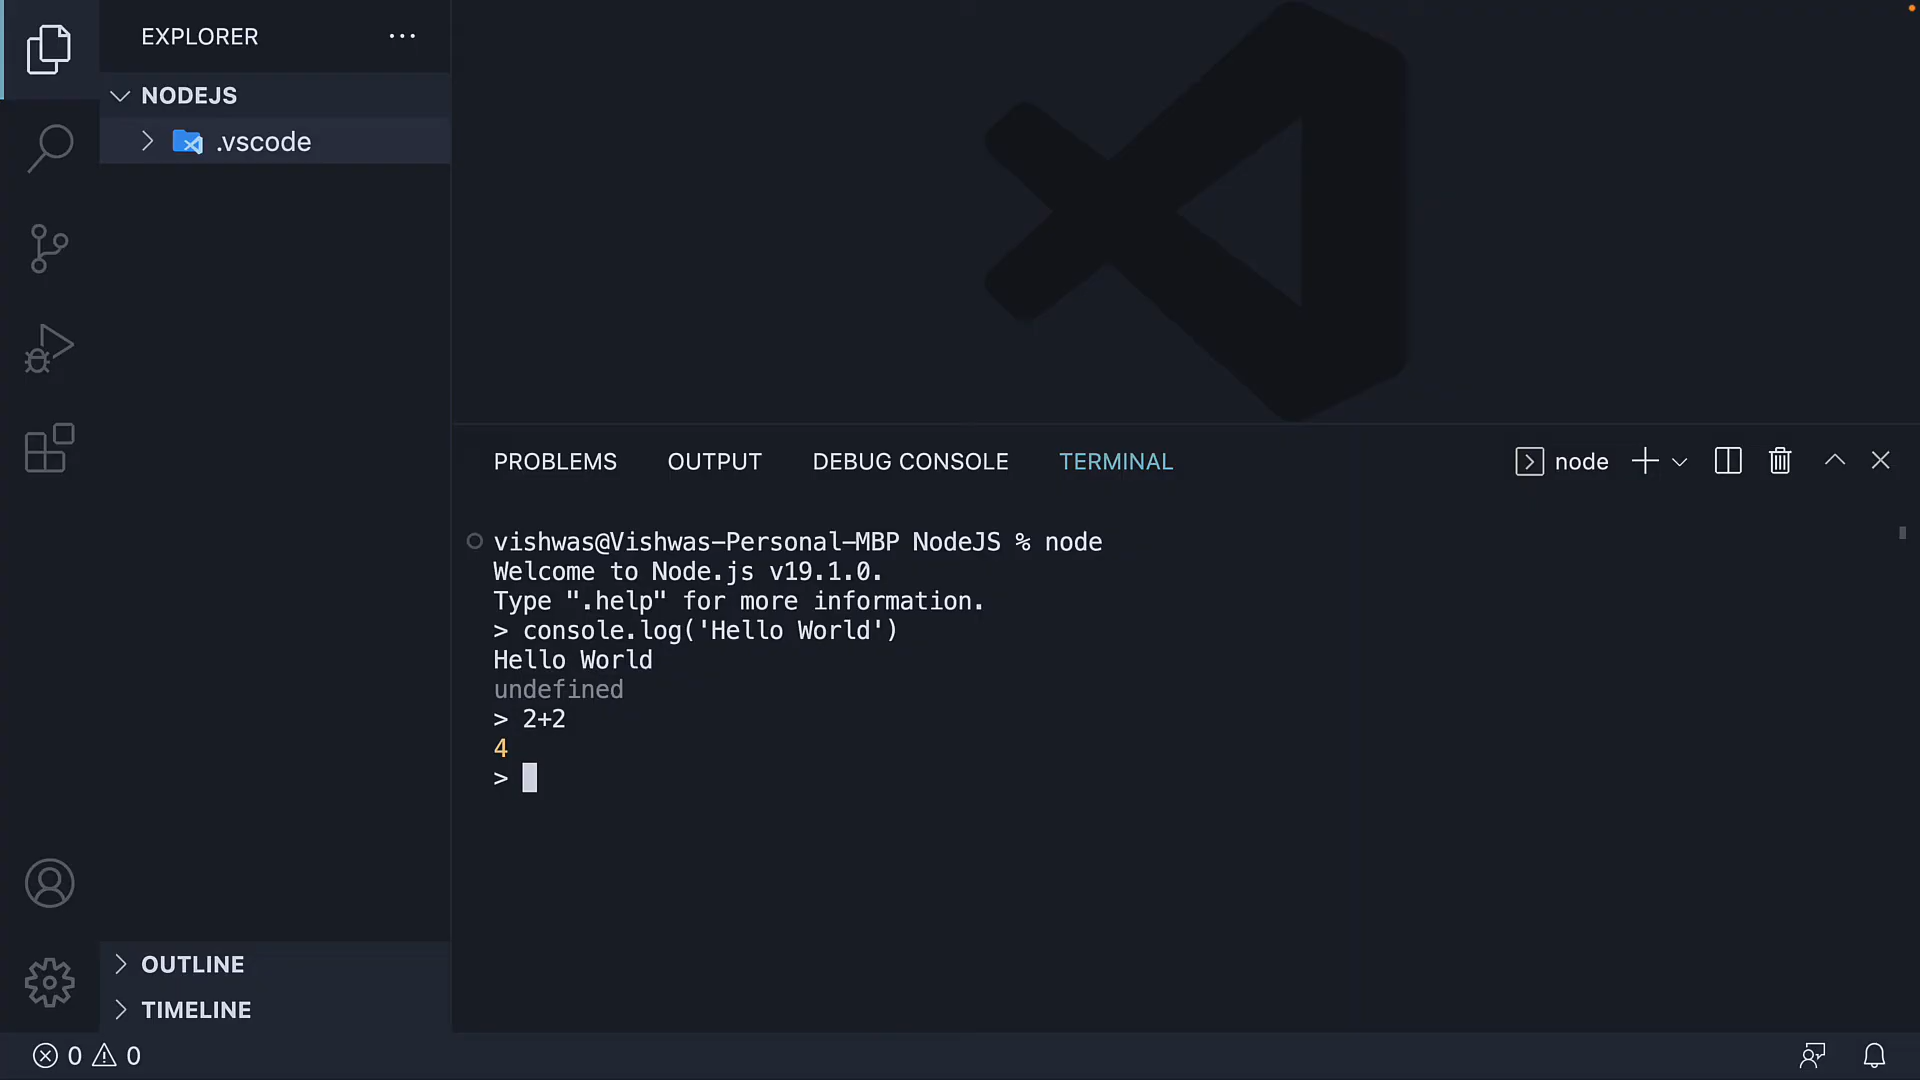 EXPLORER ...
NODEJS
.vscode
OUTLINE
TIMELINE
PROBLEMS OUTPUT DEBUG CONSOLE TERMINAL node
vishwas@Vishwas-Personal-MBP NodeJS % node
Welcome to Node.js v19.1.0.
Type ".help" for more information.
> console.log('Hello World')
Hello World
undefined
> 2+2
4
>
0 0